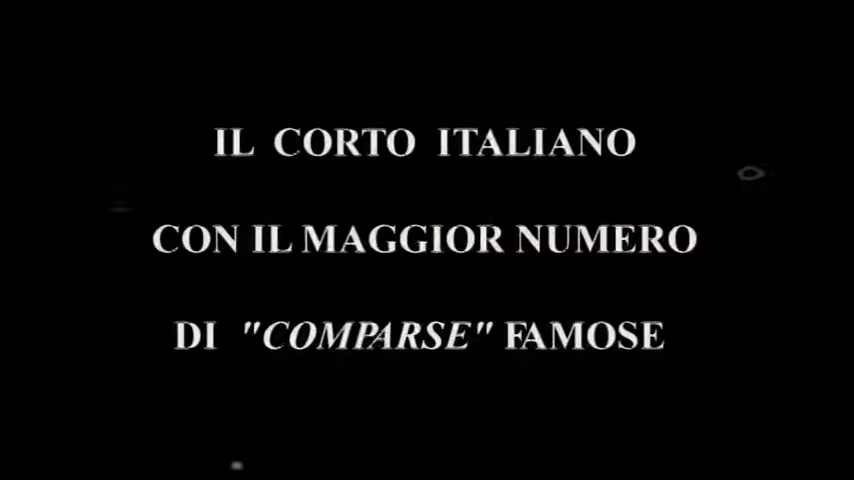 IL CORTO ITALIANO
CON IL MAGGIOR NUMERO
DI "COMPARSE" FAMOSE